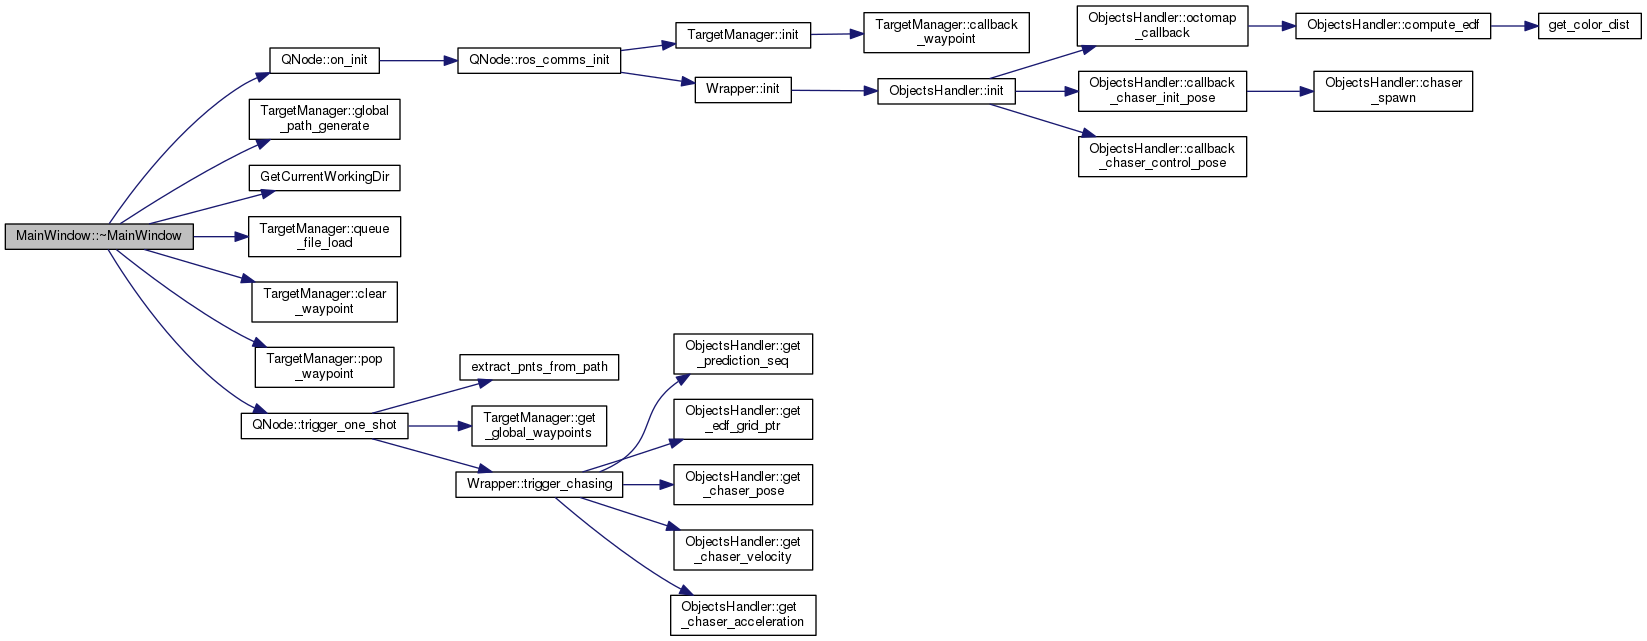 MainWindow::~MainWindow
QNode::on_init
TargetManager::global
_path_generate
GetCurrentWorkingDir
TargetManager::queue
_file_load
TargetManager::clear
_waypoint
TargetManager::pop
_waypoint
QNode::trigger_one_shot
QNode::ros_comms_init
extract_pnts_from_path
TargetManager::get
_global_waypoints
Wrapper::trigger_chasing
TargetManager::init
Wrapper::init
ObjectsHandler::get
_prediction_seq
ObjectsHandler::get
_edf_grid_ptr
ObjectsHandler::get
_chaser_pose
ObjectsHandler::get
_chaser_velocity
ObjectsHandler::get
_chaser_acceleration
TargetManager::callback
_waypoint
ObjectsHandler::init
ObjectsHandler::octomap
_callback
ObjectsHandler::callback
_chaser_init_pose
ObjectsHandler::callback
_chaser_control_pose
ObjectsHandler::compute_edf
ObjectsHandler::chaser
_spawn
get_color_dist